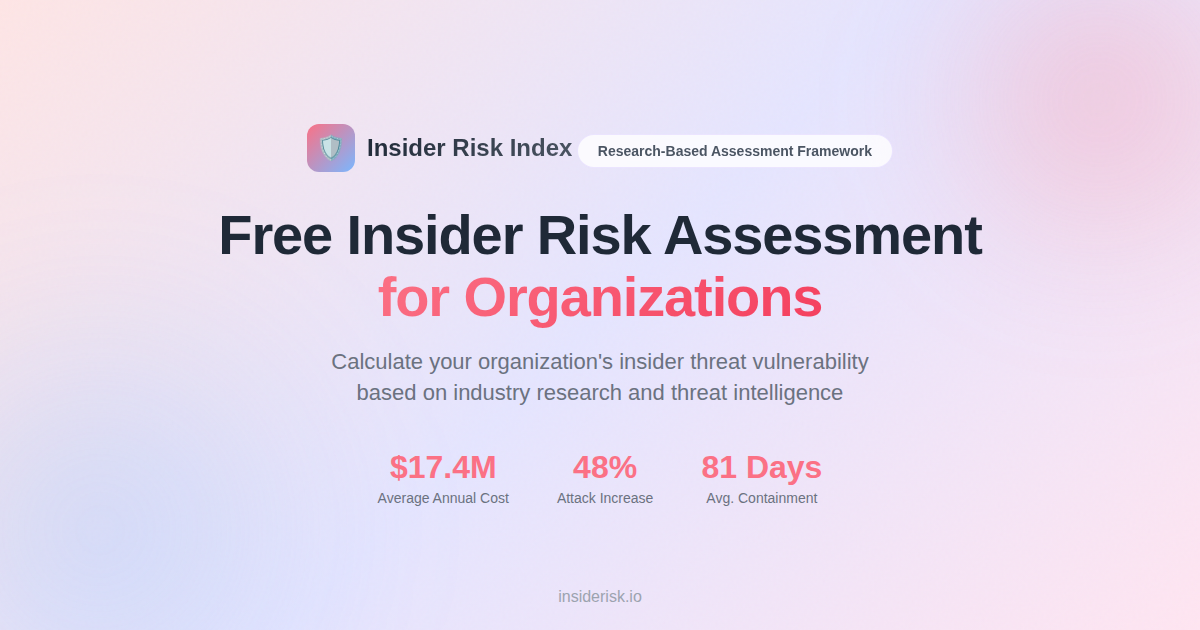 Insider Risk Index
Research-Based Assessment Framework
Free Insider Risk Assessment
for Organizations
Calculate your organization's insider threat vulnerability
based on industry research and threat intelligence
$17.4M
Average Annual Cost
48%
Attack Increase
81 Days
Avg. Containment
insiderisk.io